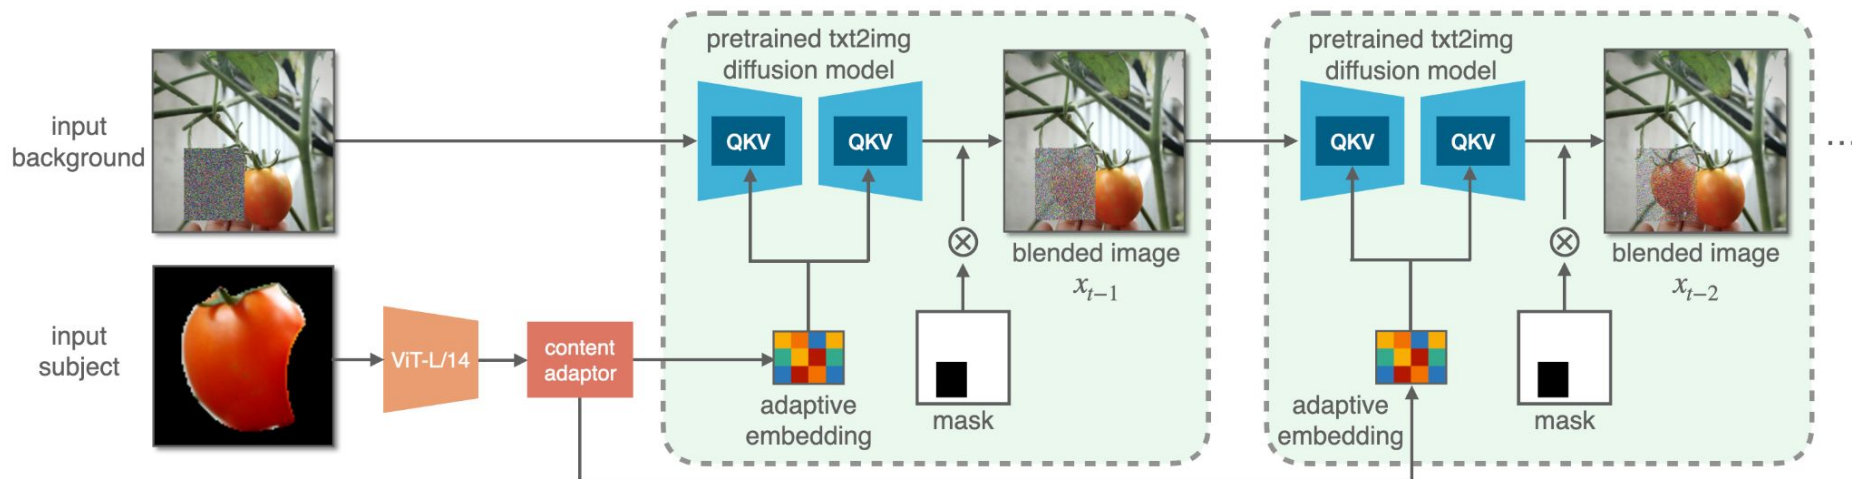 input
background
input
subject
ViT-L/14
content
adaptor
pretrained txt2img
diffusion model
QKV
QKV
blended image
x_{t-1}
adaptive
embedding
mask
pretrained txt2img
diffusion model
QKV
QKV
blended image
x_{t-2}
adaptive
embedding
mask
...